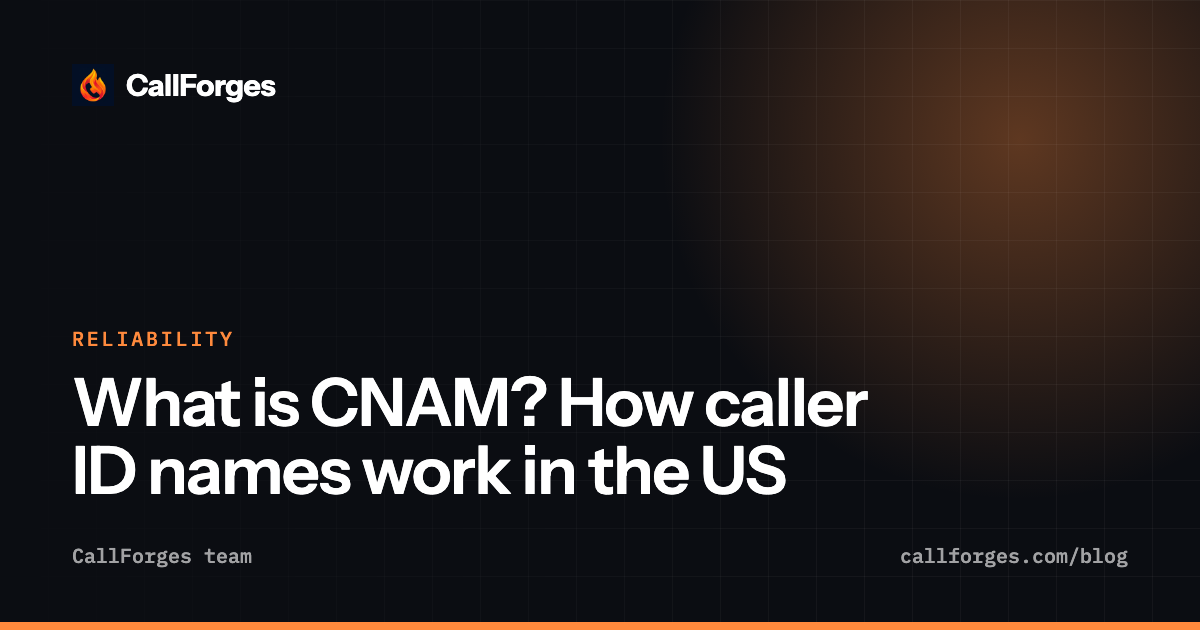 CallForges
RELIABILITY
What is CNAM? How caller
ID names work in the US
CallForges team
callforges.com/blog